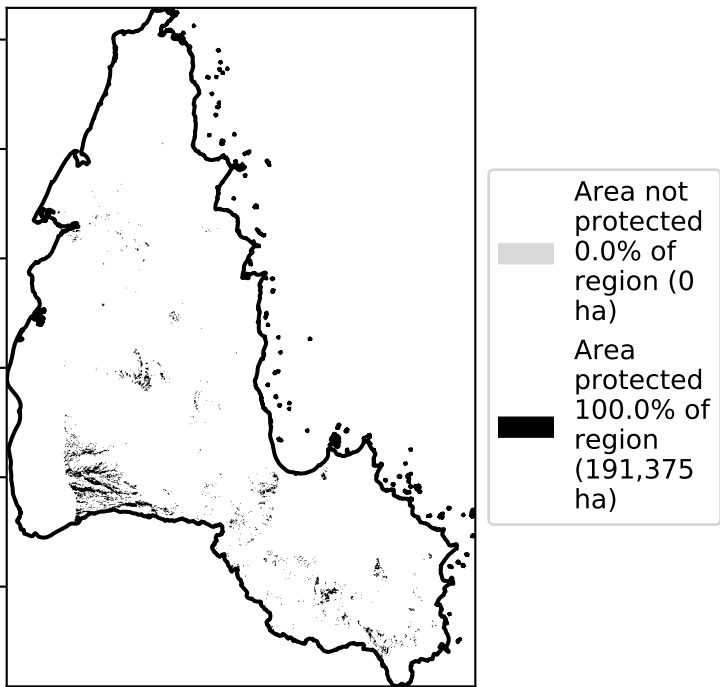 Area not
protected
0.0% of
region (0
ha)
Area
protected
100.0% of
region
(191,375
ha)